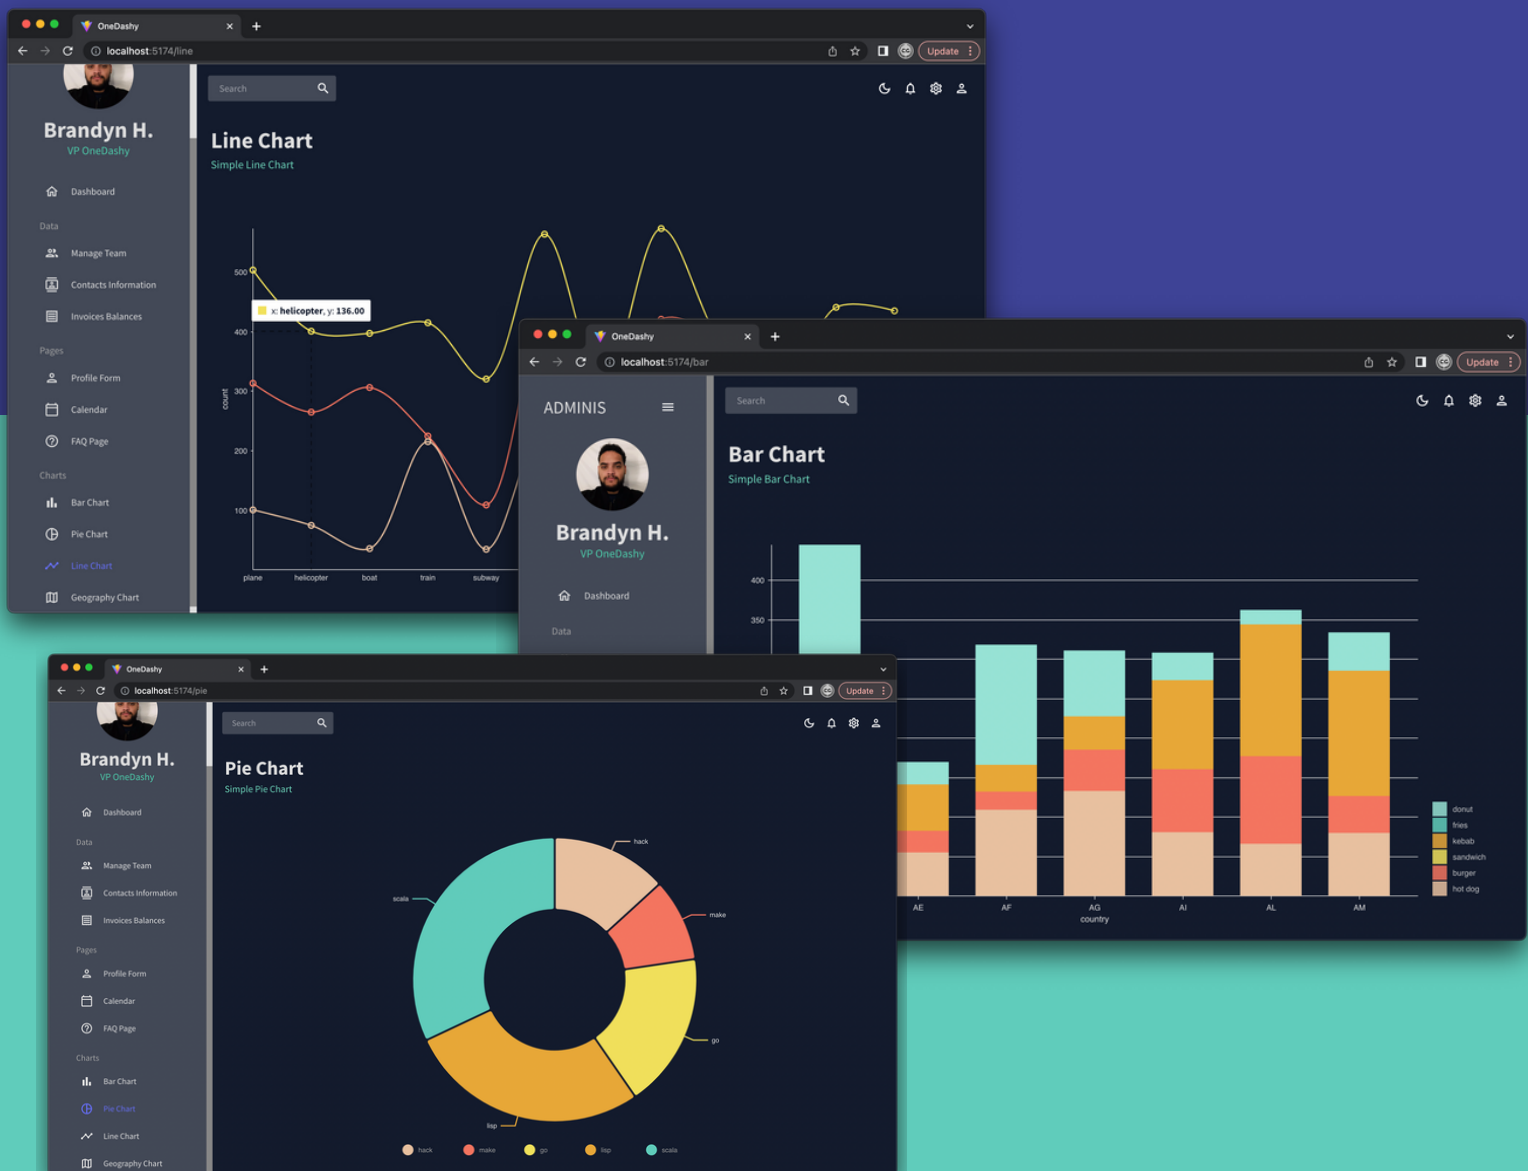 OneDashy
localhost:5174/line
Update
Search
Brandyn H.
VP OneDashy
Dashboard
Data
Manage Team
Contacts Information
Invoices Balances
Pages
Profile Form
Calendar
FAQ Page
Charts
Bar Chart
Pie Chart
Line Chart
Geography Chart
Line Chart
Simple Line Chart
500
400
300
200
100
count
x: helicopter, y: 136.00
plane
helicopter
boat
train
subway
OneDashy
localhost:5174/bar
Update
ADMINIS
Search
Brandyn H.
VP OneDashy
Dashboard
Data
Bar Chart
Simple Bar Chart
400
350
AE
AF
AG
AI
AL
AM
country
donut
fries
kebab
sandwich
burger
hot dog
OneDashy
localhost:5174/pie
Update
Search
Brandyn H.
VP OneDashy
Dashboard
Data
Manage Team
Contacts Information
Invoices Balances
Pages
Profile Form
Calendar
FAQ Page
Charts
Bar Chart
Pie Chart
Line Chart
Geography Chart
Pie Chart
Simple Pie Chart
hack
scala
make
go
lisp
hack
make
go
lisp
scala